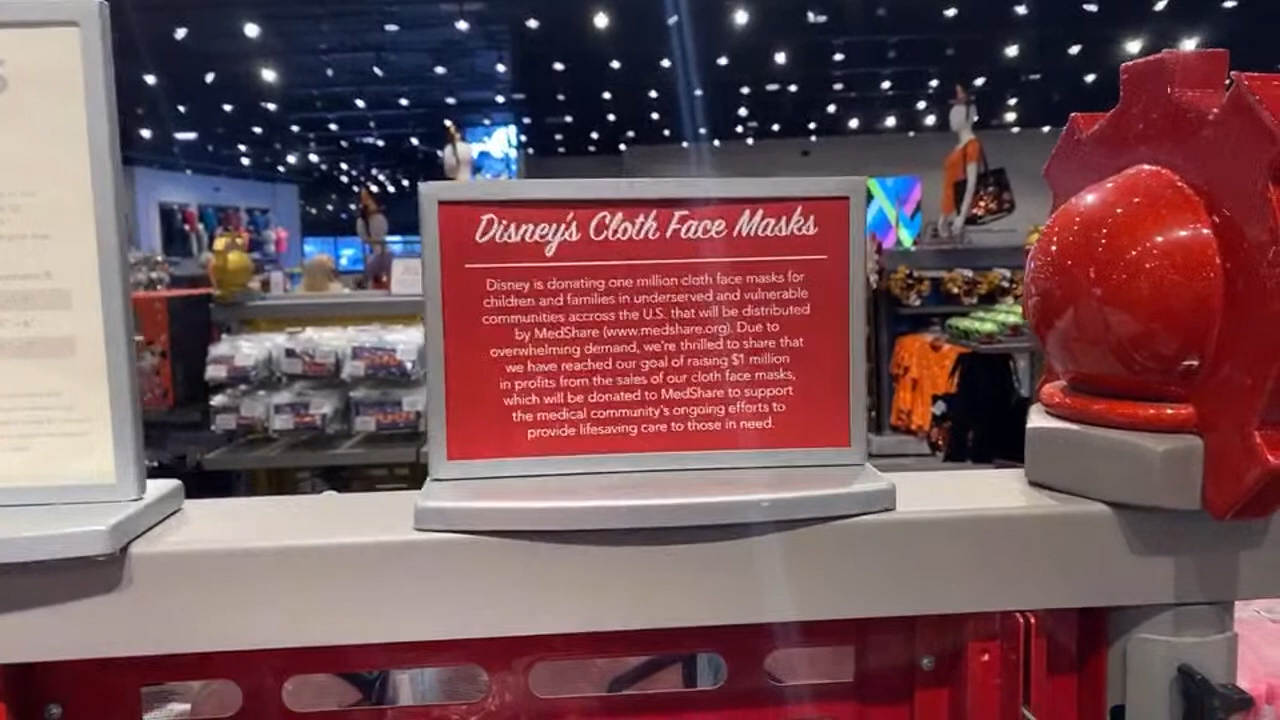 Disney's Cloth Face Masks
Disney is donating one million cloth face masks for
children and families in underserved and vulnerable
communities accross the U.S. that will be distributed
by MedShare (www.medshare.org). Due to
overwhelming demand, we're thrilled to share that
we have reached our goal of raising $1 million
in profits from the sales of our cloth face masks,
which will be donated to MedShare to support
the medical community's ongoing efforts to
provide lifesaving care to those in need.